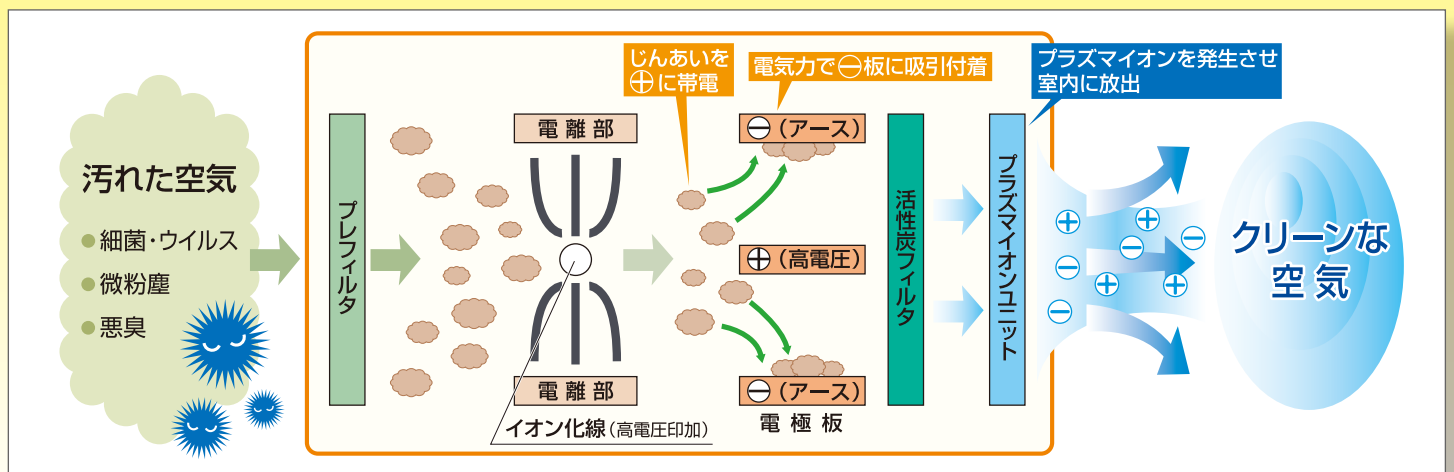 汚れた空気
●細菌・ウイルス
●微粉塵
●悪臭
プレフィルタ
電離部
電離部
イオン化線(高電圧印加)
じんあいを
⊕に帯電
電気力で⊖板に吸引付着
⊖(アース)
⊕(高電圧)
⊖(アース)
電極板
活性炭フィルタ
プラズマイオンユニット
プラズマイオンを発生させ
室内に放出
⊕
⊕
⊖
⊖
⊖
⊕
⊕
⊖
クリーンな
空気